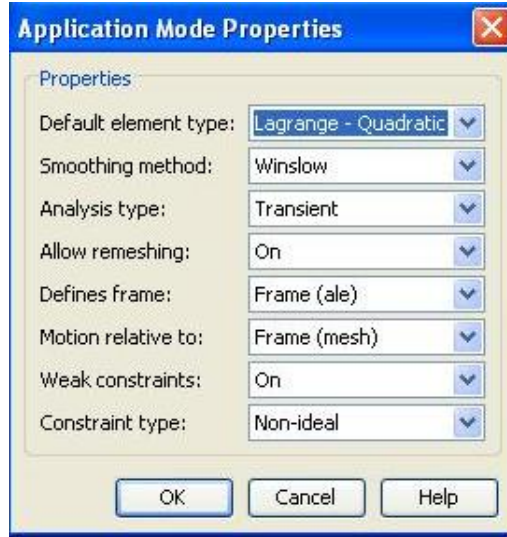 Application Mode Properties
Properties
Default element type: Lagrange - Quadratic
Smoothing method: Winslow
Analysis type: Transient
Allow remeshing: On
Defines frame: Frame (ale)
Motion relative to: Frame (mesh)
Weak constraints: On
Constraint type: Non-ideal
OK Cancel Help